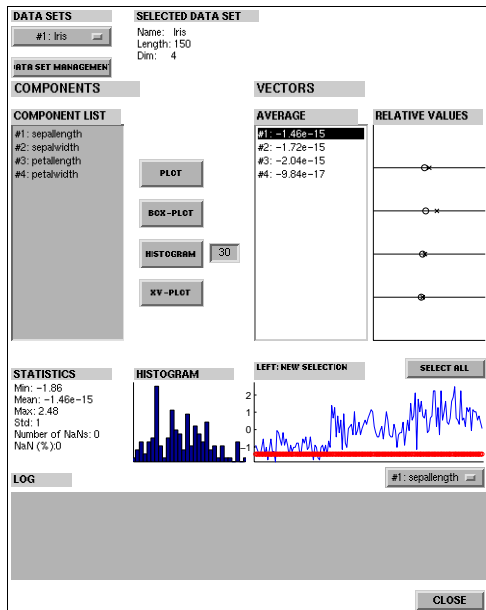 DATA SETS
#1: Iris
DATA SET MANAGEMENT
SELECTED DATA SET
Name: Iris
Length: 150
Dim: 4
COMPONENTS
VECTORS
COMPONENT LIST
#1: sepallength
#2: sepalwidth
#3: petallength
#4: petalwidth
PLOT
BOX-PLOT
HISTOGRAM
30
XV-PLOT
AVERAGE
#1: -1.46e-15
#2: -1.72e-15
#3: -2.04e-15
#4: -9.84e-17
RELATIVE VALUES
STATISTICS
Min: -1.86
Mean: -1.46e-15
Max: 2.48
Std: 1
Number of NaNs: 0
NaN (%):0
HISTOGRAM
LEFT: NEW SELECTION
SELECT ALL
2
1
0
-1
#1: sepallength
LOG
CLOSE